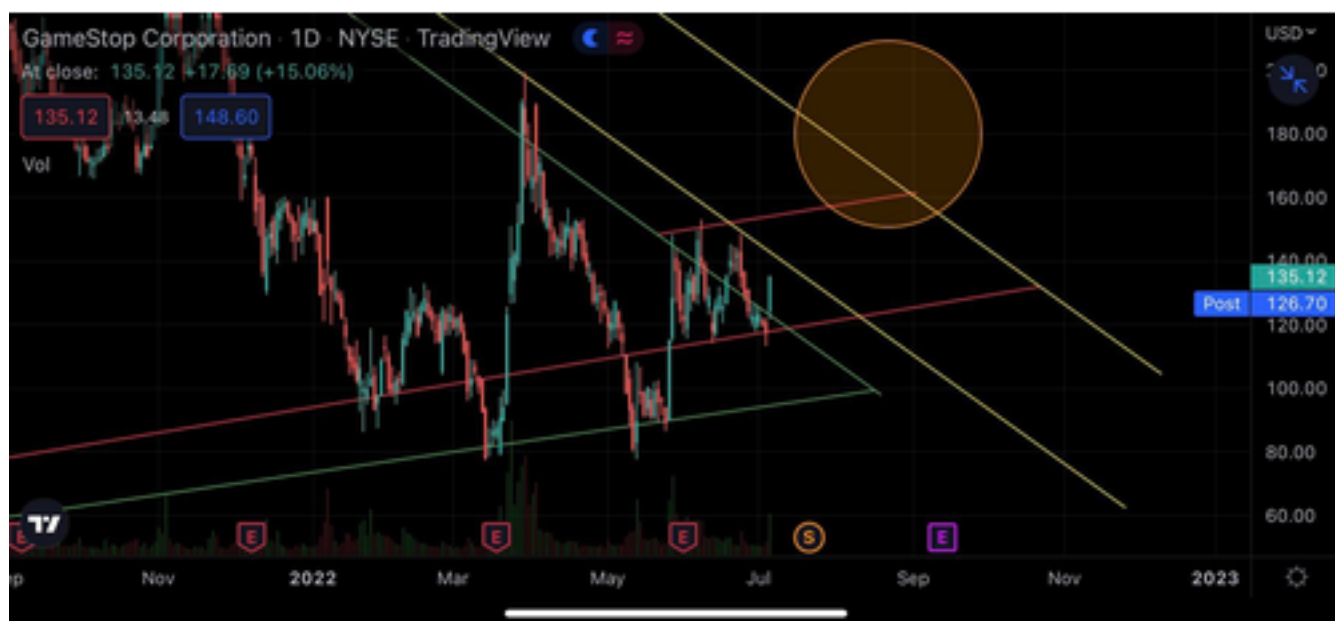 GameStop Corporation · 1D · NYSE · TradingView
USD
At close: 135.12 +17.69 (+15.06%)
135.12 13.48 148.60
Vol
180.00
160.00
140.00
135.12
Post 126.70
120.00
100.00
80.00
60.00
E E E E S E
Nov 2022 Mar May Jul Sep Nov 2023